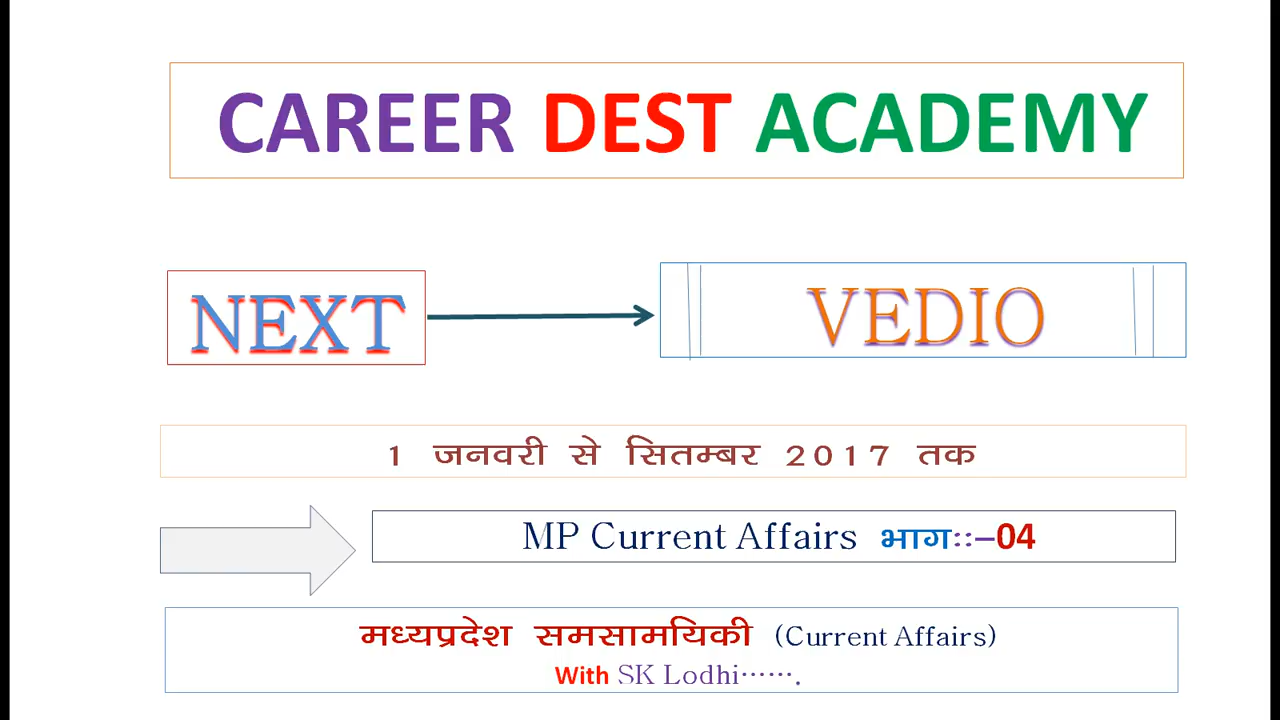 CAREER DEST ACADEMY
NEXT
VEDIO
1 जनवरी से सितम्बर 2017 तक
MP Current Affairs भाग::–04
मध्यप्रदेश समसामयिकी (Current Affairs)
With SK Lodhi…….